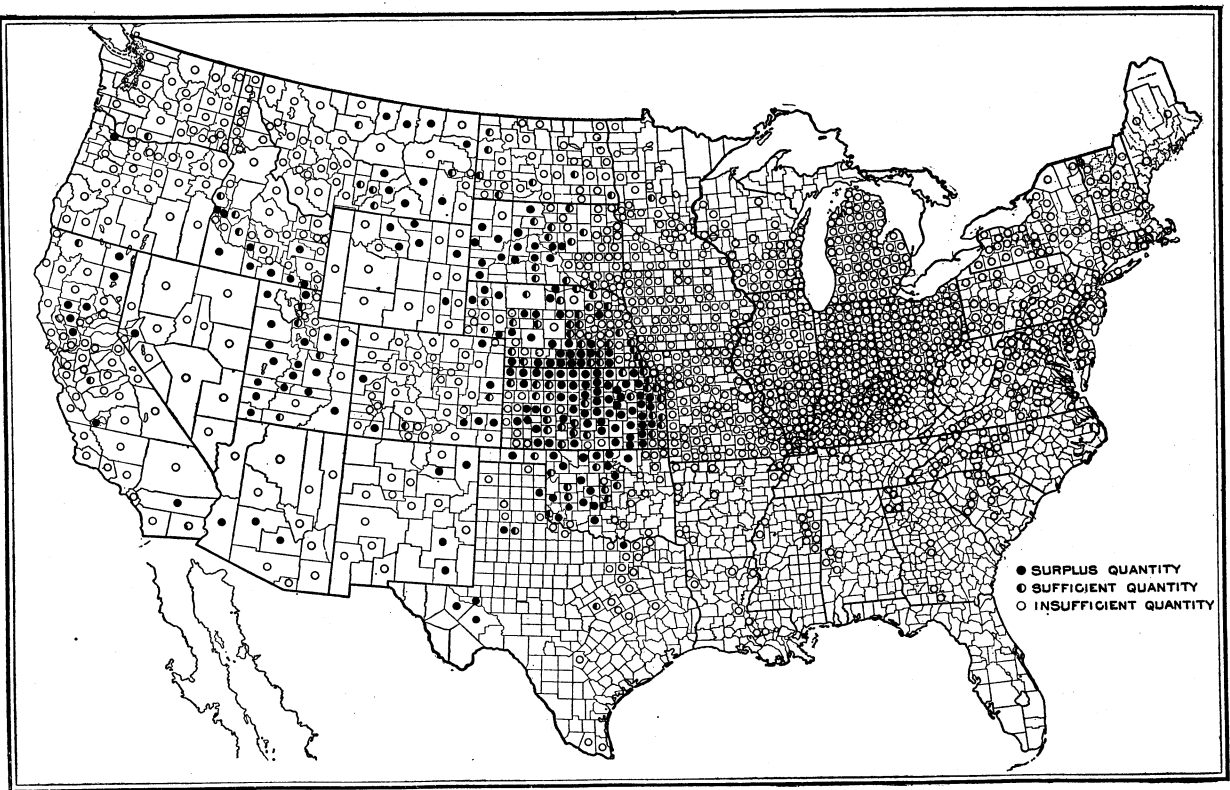 ● SURPLUS QUANTITY
◐ SUFFICIENT QUANTITY
○ INSUFFICIENT QUANTITY